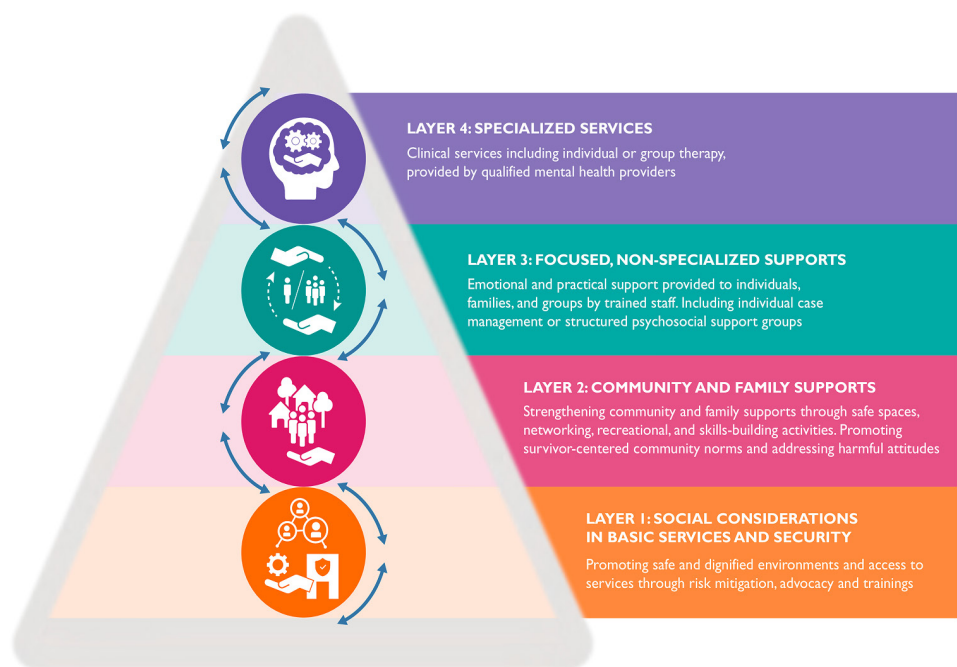 LAYER 4: SPECIALIZED SERVICES
Clinical services including individual or group therapy,
provided by qualified mental health providers
LAYER 3: FOCUSED, NON-SPECIALIZED SUPPORTS
Emotional and practical support provided to individuals,
families, and groups by trained staff. Including individual case
management or structured psychosocial support groups
LAYER 2: COMMUNITY AND FAMILY SUPPORTS
Strengthening community and family supports through safe spaces,
networking, recreational, and skills-building activities. Promoting
survivor-centered community norms and addressing harmful attitudes
LAYER 1: SOCIAL CONSIDERATIONS
IN BASIC SERVICES AND SECURITY
Promoting safe and dignified environments and access to
services through risk mitigation, advocacy and trainings